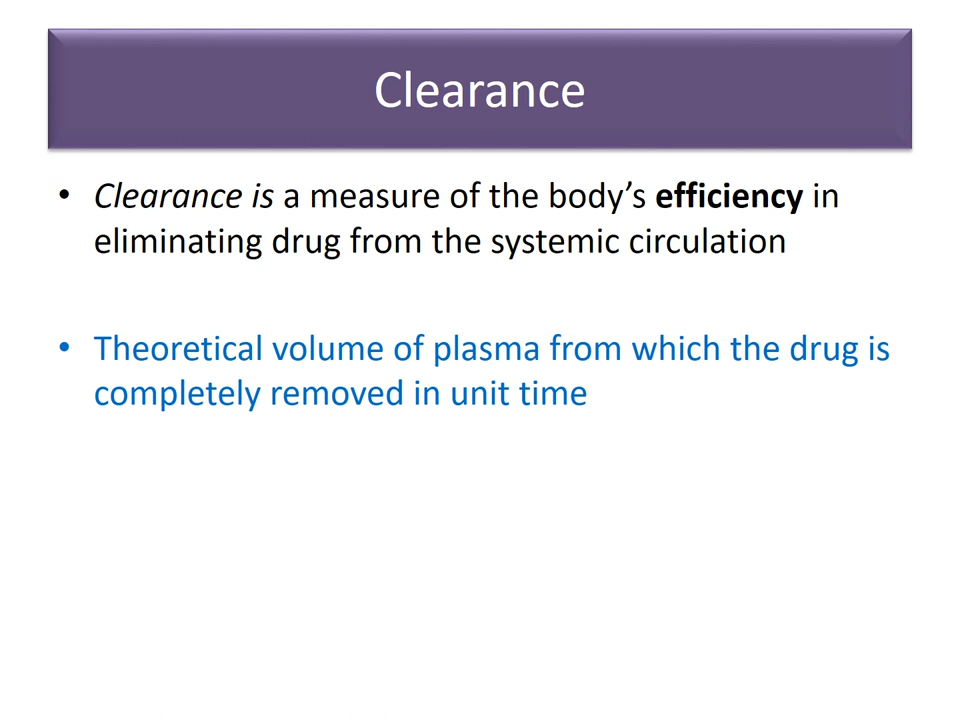 Clearance
• Clearance is a measure of the body’s efficiency in
eliminating drug from the systemic circulation
• Theoretical volume of plasma from which the drug is
completely removed in unit time